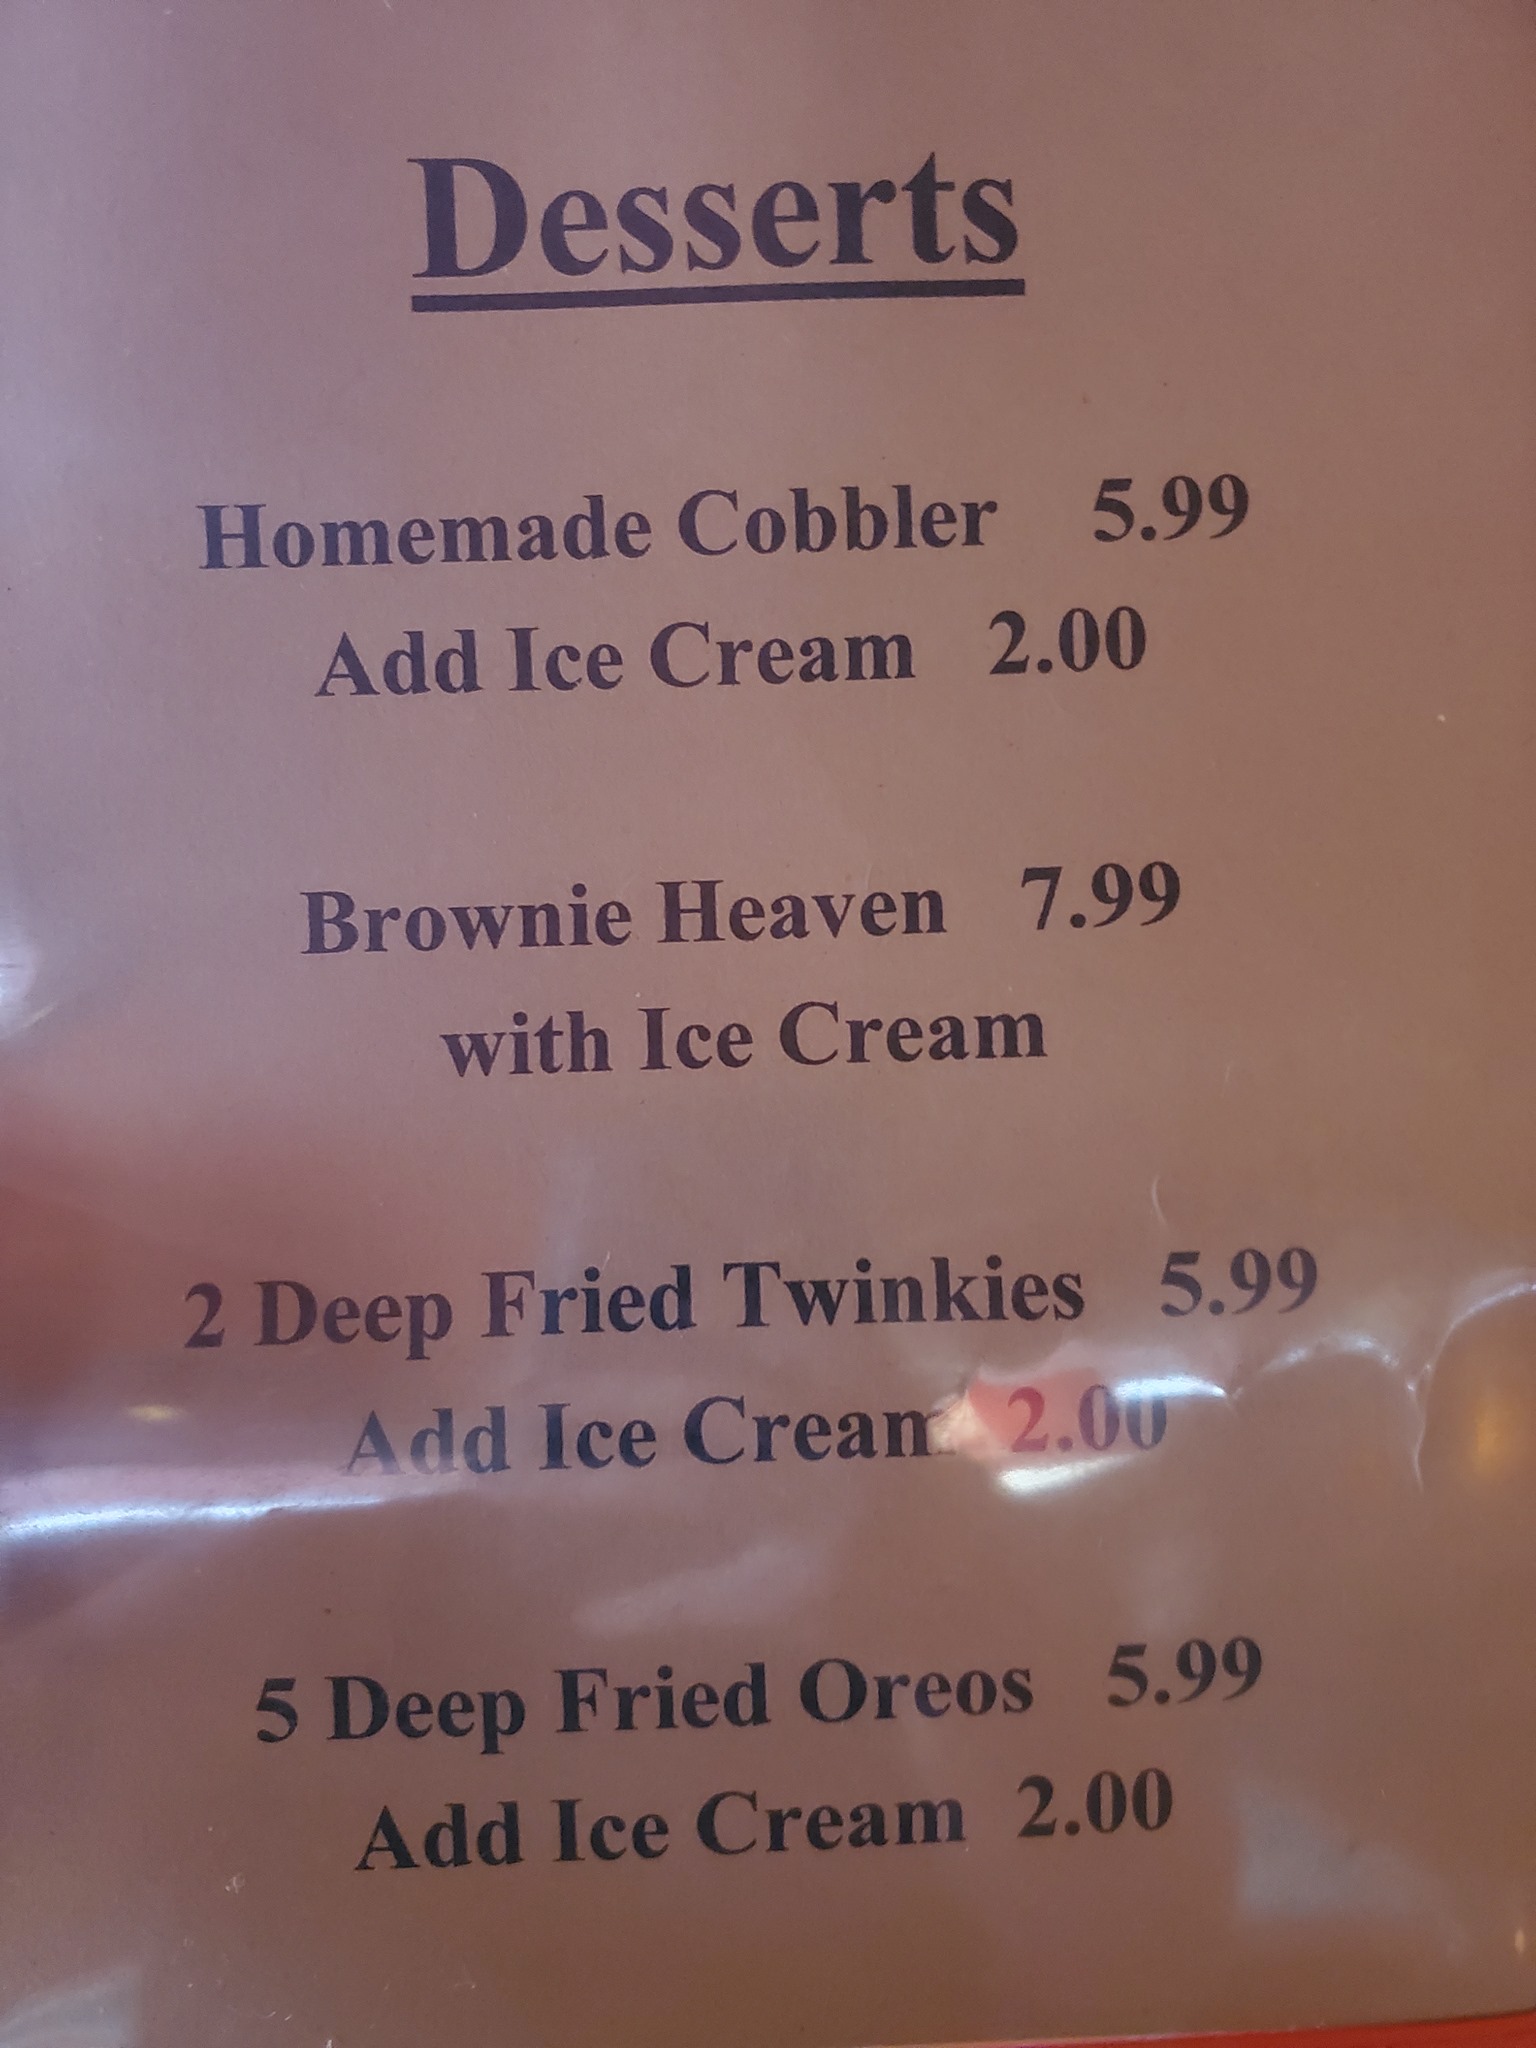 Desserts
Homemade Cobbler 5.99
Add Ice Cream 2.00
Brownie Heaven 7.99
with Ice Cream
2 Deep Fried Twinkies 5.99
Add Ice Cream 2.00
5 Deep Fried Oreos 5.99
Add Ice Cream 2.00